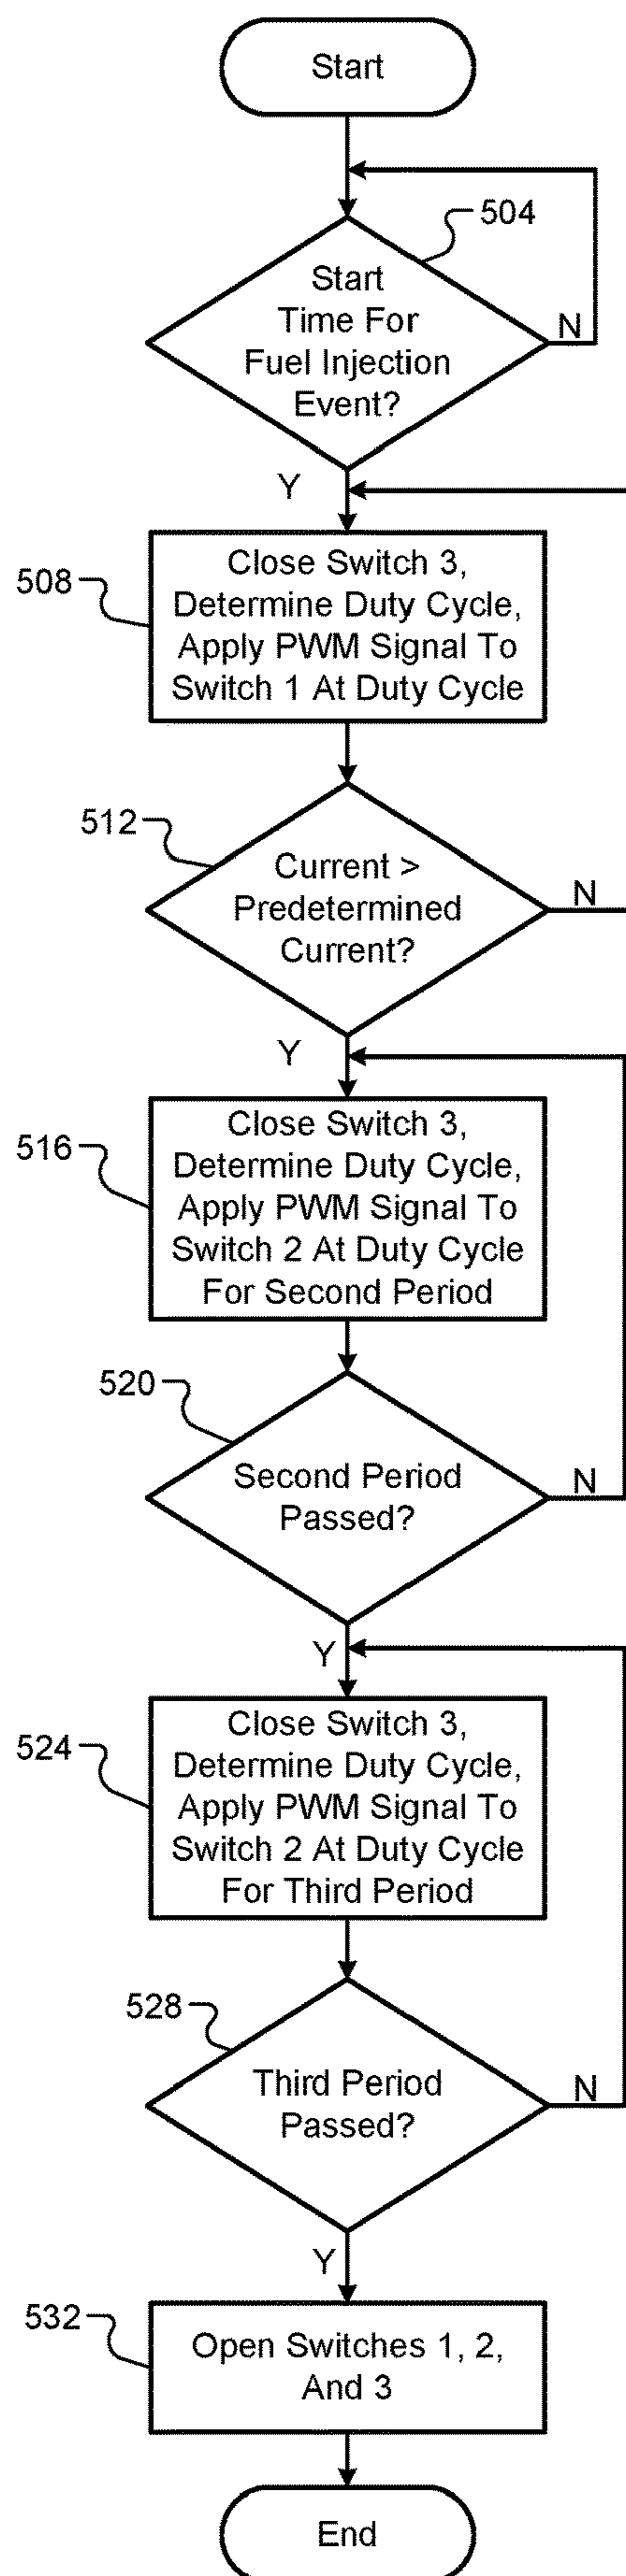 Start
504
Start
Time For
Fuel Injection
Event?
N
Y
508
Close Switch 3,
Determine Duty Cycle,
Apply PWM Signal To
Switch 1 At Duty Cycle
512
Current >
Predetermined
Current?
N
Y
516
Close Switch 3,
Determine Duty Cycle,
Apply PWM Signal To
Switch 2 At Duty Cycle
For Second Period
520
Second Period
Passed?
N
Y
524
Close Switch 3,
Determine Duty Cycle,
Apply PWM Signal To
Switch 2 At Duty Cycle
For Third Period
528
Third Period
Passed?
N
Y
532
Open Switches 1, 2,
And 3
End